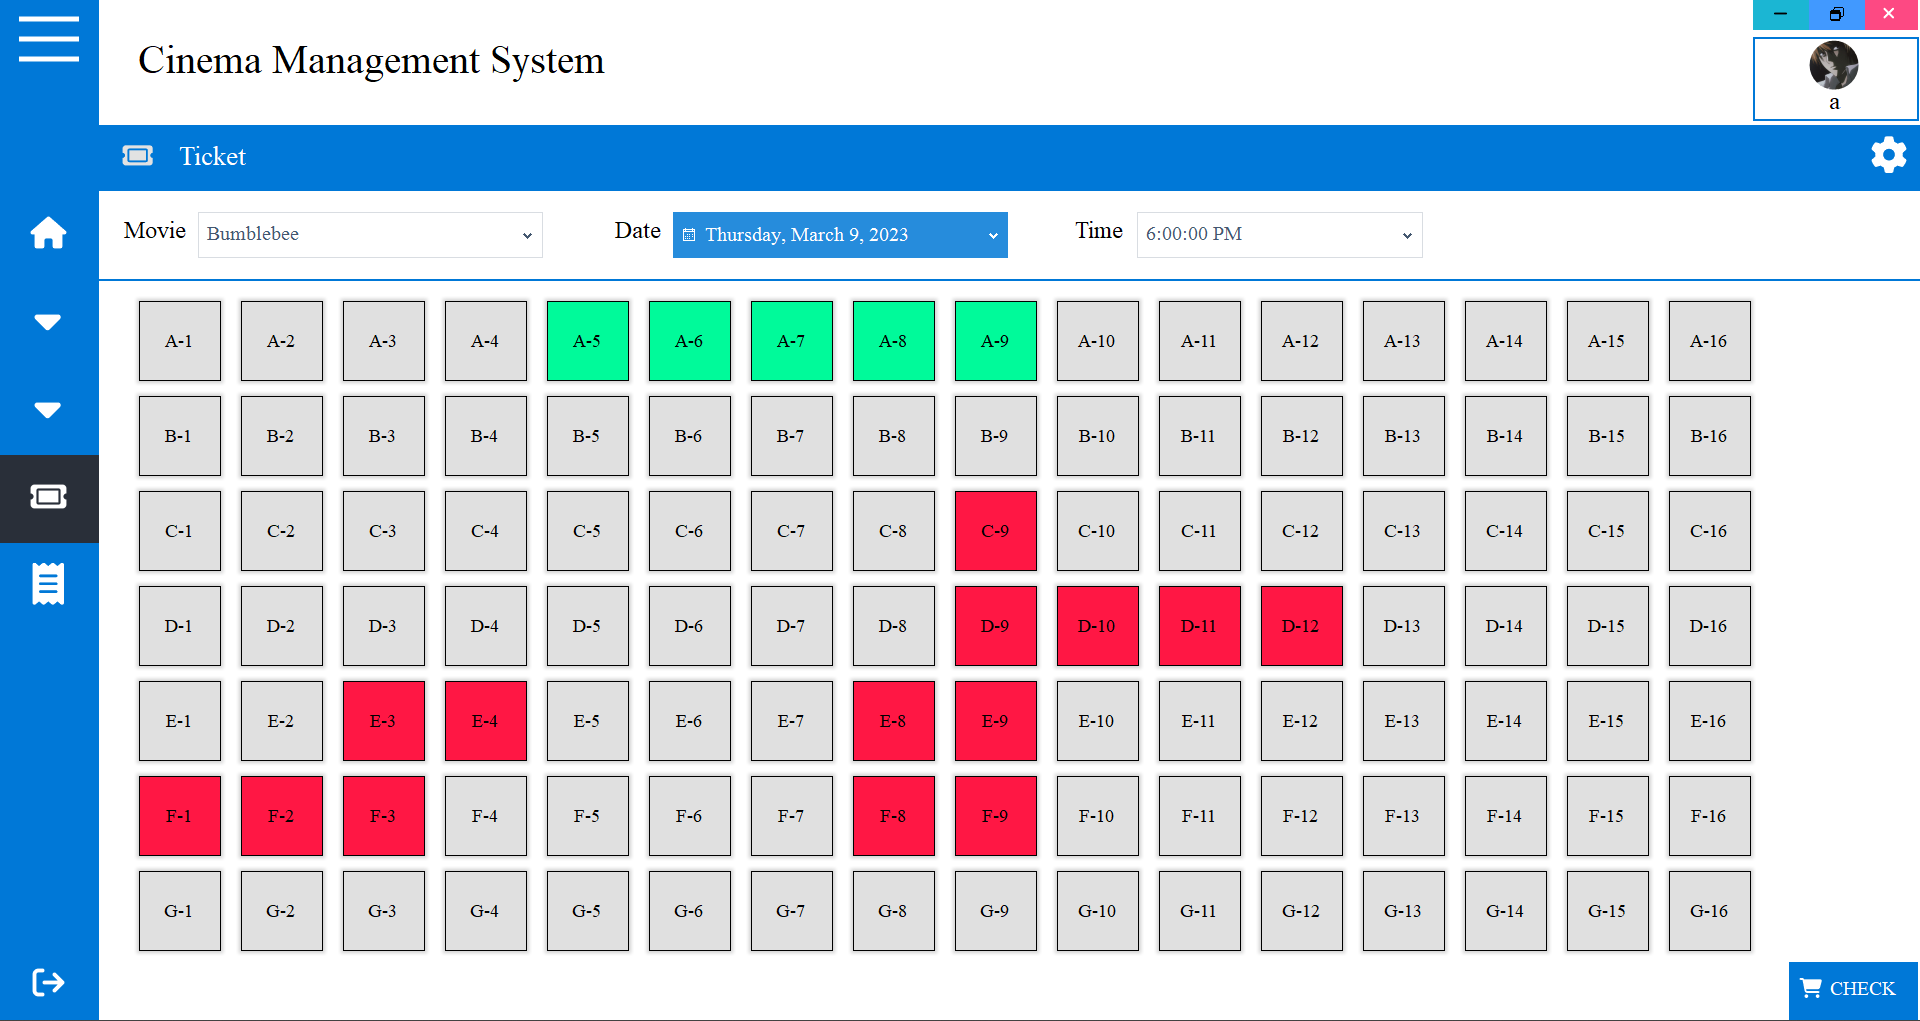 Cinema Management System
a
Ticket
Movie Bumblebee Date Thursday, March 9, 2023 Time 6:00:00 PM
A-1 A-2 A-3 A-4 A-5 A-6 A-7 A-8 A-9 A-10 A-11 A-12 A-13 A-14 A-15 A-16
B-1 B-2 B-3 B-4 B-5 B-6 B-7 B-8 B-9 B-10 B-11 B-12 B-13 B-14 B-15 B-16
C-1 C-2 C-3 C-4 C-5 C-6 C-7 C-8 C-9 C-10 C-11 C-12 C-13 C-14 C-15 C-16
D-1 D-2 D-3 D-4 D-5 D-6 D-7 D-8 D-9 D-10 D-11 D-12 D-13 D-14 D-15 D-16
E-1 E-2 E-3 E-4 E-5 E-6 E-7 E-8 E-9 E-10 E-11 E-12 E-13 E-14 E-15 E-16
F-1 F-2 F-3 F-4 F-5 F-6 F-7 F-8 F-9 F-10 F-11 F-12 F-13 F-14 F-15 F-16
G-1 G-2 G-3 G-4 G-5 G-6 G-7 G-8 G-9 G-10 G-11 G-12 G-13 G-14 G-15 G-16
CHECK